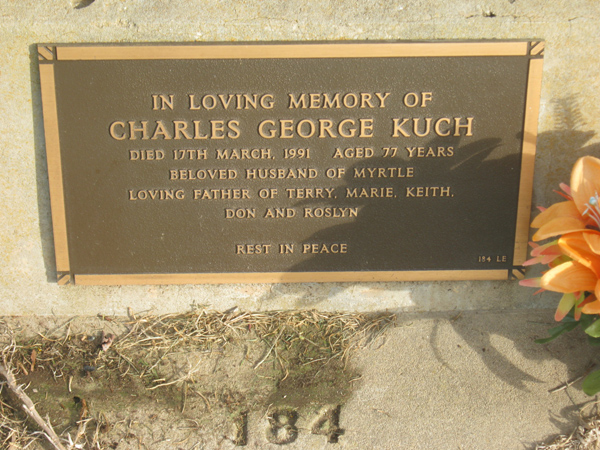 IN LOVING MEMORY OF
CHARLES GEORGE KUCH
DIED 17TH MARCH, 1991 AGED 77 YEARS
BELOVED HUSBAND OF MYRTLE
LOVING FATHER OF TERRY, MARIE, KEITH,
DON AND ROSLYN
REST IN PEACE
184 LE
184